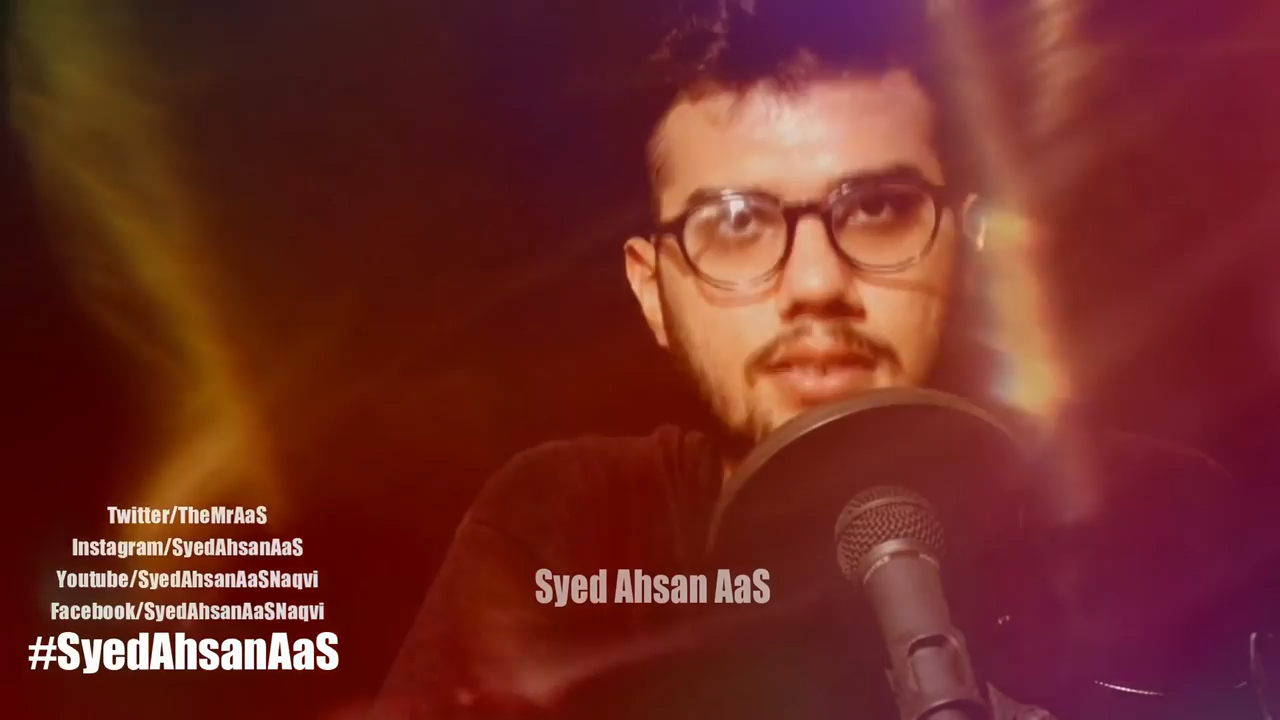 Twitter/TheMrAaS
Instagram/SyedAhsanAaS
Youtube/SyedAhsanAaSNaqvi
Facebook/SyedAhsanAaSNaqvi
#SyedAhsanAaS
Syed Ahsan AaS